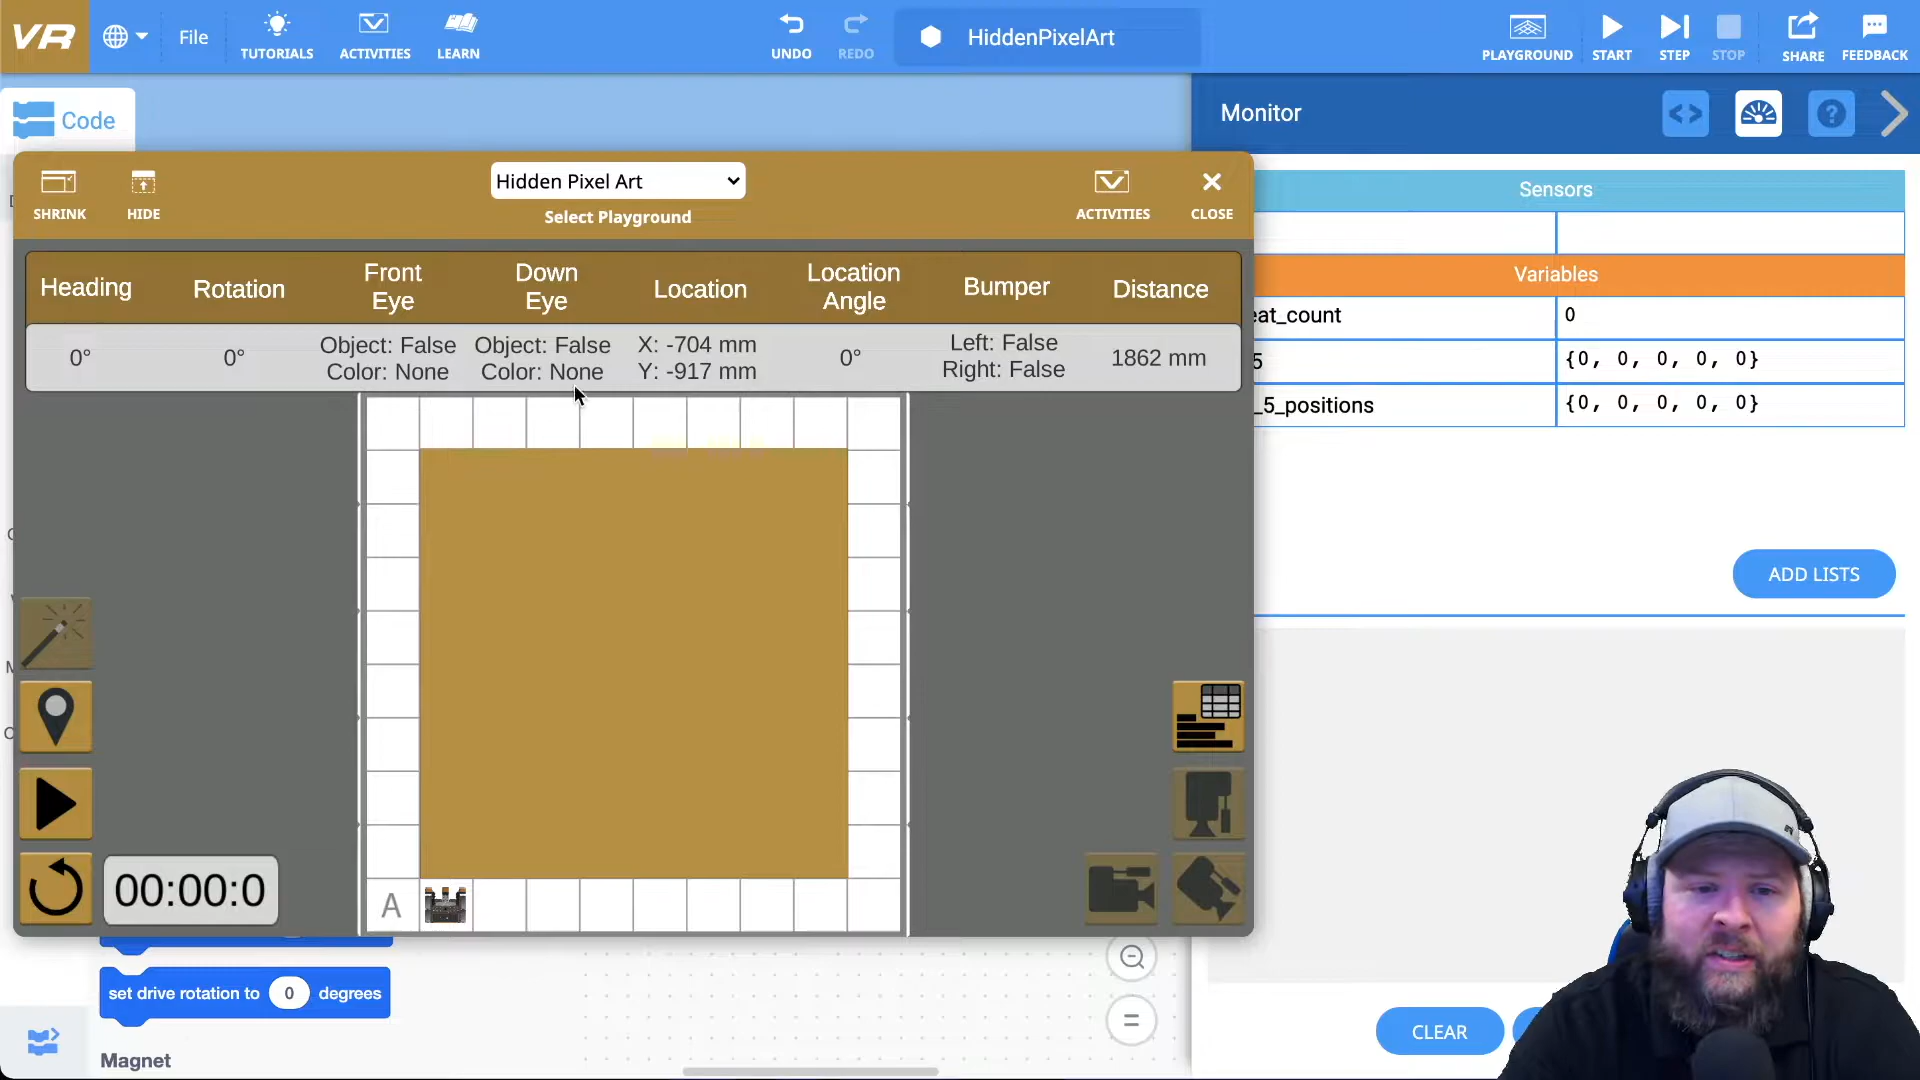 VR
File
TUTORIALS
ACTIVITIES
LEARN
UNDO
REDO
HiddenPixelArt
PLAYGROUND
START
STEP
STOP
SHARE
FEEDBACK
Code
Monitor
<>
?
SHRINK
HIDE
Hidden Pixel Art
Select Playground
ACTIVITIES
CLOSE
Sensors
Variables
eat_count
0
5
{0, 0, 0, 0, 0}
_5_positions
{0, 0, 0, 0, 0}
Heading
Rotation
Front
Eye
Down
Eye
Location
Location
Angle
Bumper
Distance
0°
0°
Object: False
Color: None
Object: False
Color: None
X: -704 mm
Y: -917 mm
0°
Left: False
Right: False
1862 mm
ADD LISTS
A
00:00:0
set drive rotation to 0 degrees
Magnet
CLEAR